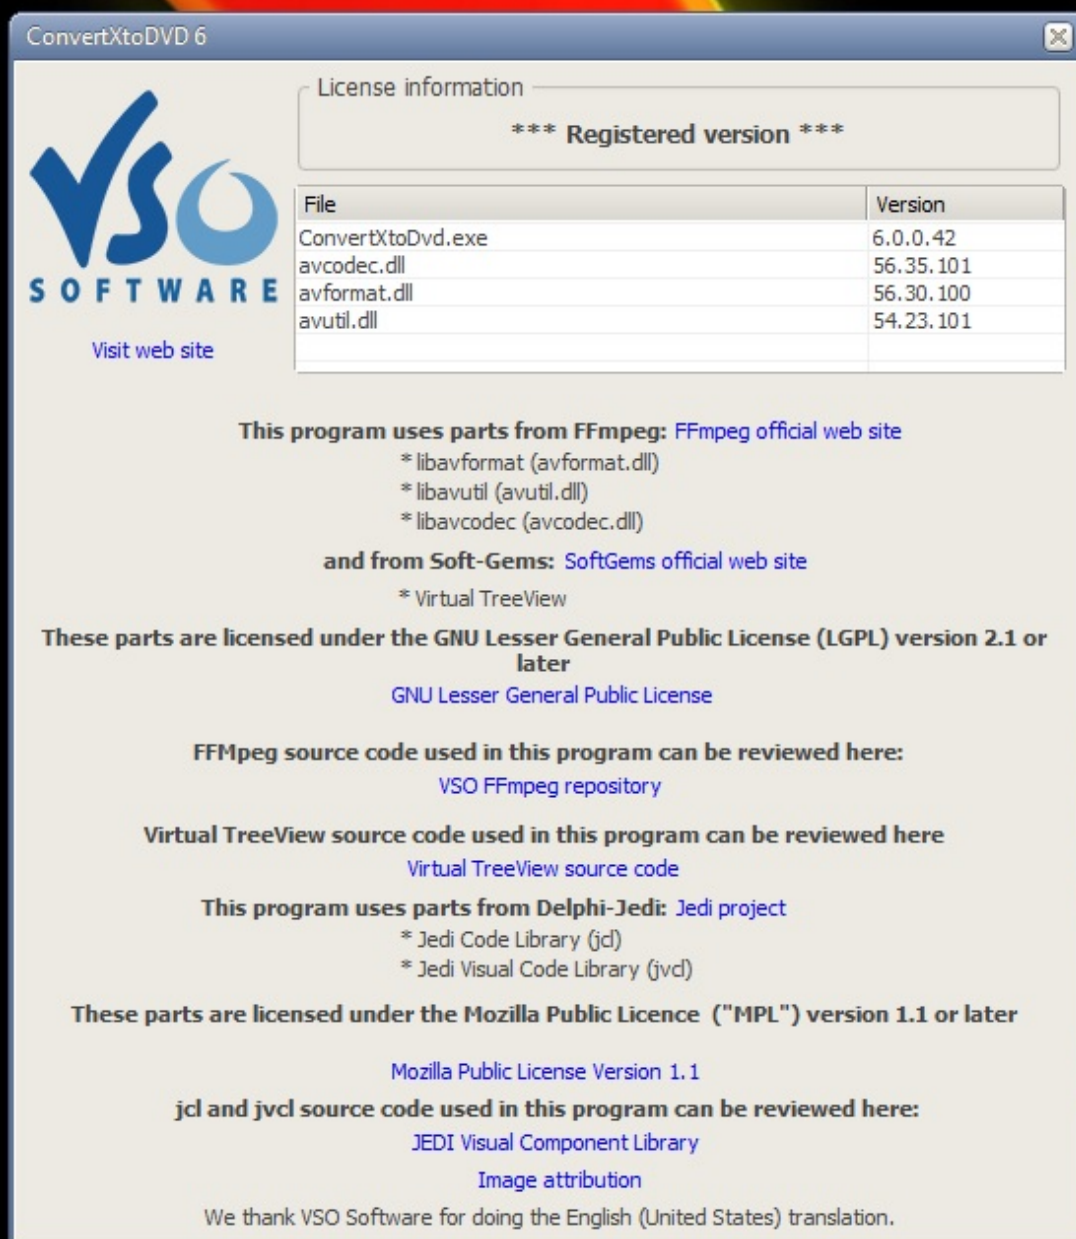 ConvertXtoDVD 6
License information
*** Registered version ***
VSO
SOFTWARE
Visit web site
File Version
ConvertXtoDvd.exe 6.0.0.42
avcodec.dll 56.35.101
avformat.dll 56.30.100
avutil.dll 54.23.101
This program uses parts from FFmpeg: FFmpeg official web site
* libavformat (avformat.dll)
* libavutil (avutil.dll)
* libavcodec (avcodec.dll)
and from Soft-Gems: SoftGems official web site
* Virtual TreeView
These parts are licensed under the GNU Lesser General Public License (LGPL) version 2.1 or
later
GNU Lesser General Public License
FFMpeg source code used in this program can be reviewed here:
VSO FFmpeg repository
Virtual TreeView source code used in this program can be reviewed here
Virtual TreeView source code
This program uses parts from Delphi-Jedi: Jedi project
* Jedi Code Library (jcl)
* Jedi Visual Code Library (jvcl)
These parts are licensed under the Mozilla Public Licence ("MPL") version 1.1 or later
Mozilla Public License Version 1.1
jcl and jvcl source code used in this program can be reviewed here:
JEDI Visual Component Library
Image attribution
We thank VSO Software for doing the English (United States) translation.